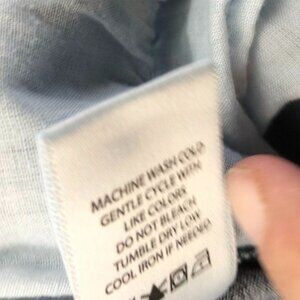 MACHINE WASH COLD
GENTLE CYCLE WITH
LIKE COLORS
DO NOT BLEACH
TUMBLE DRY LOW
COOL IRON IF NEEDED.